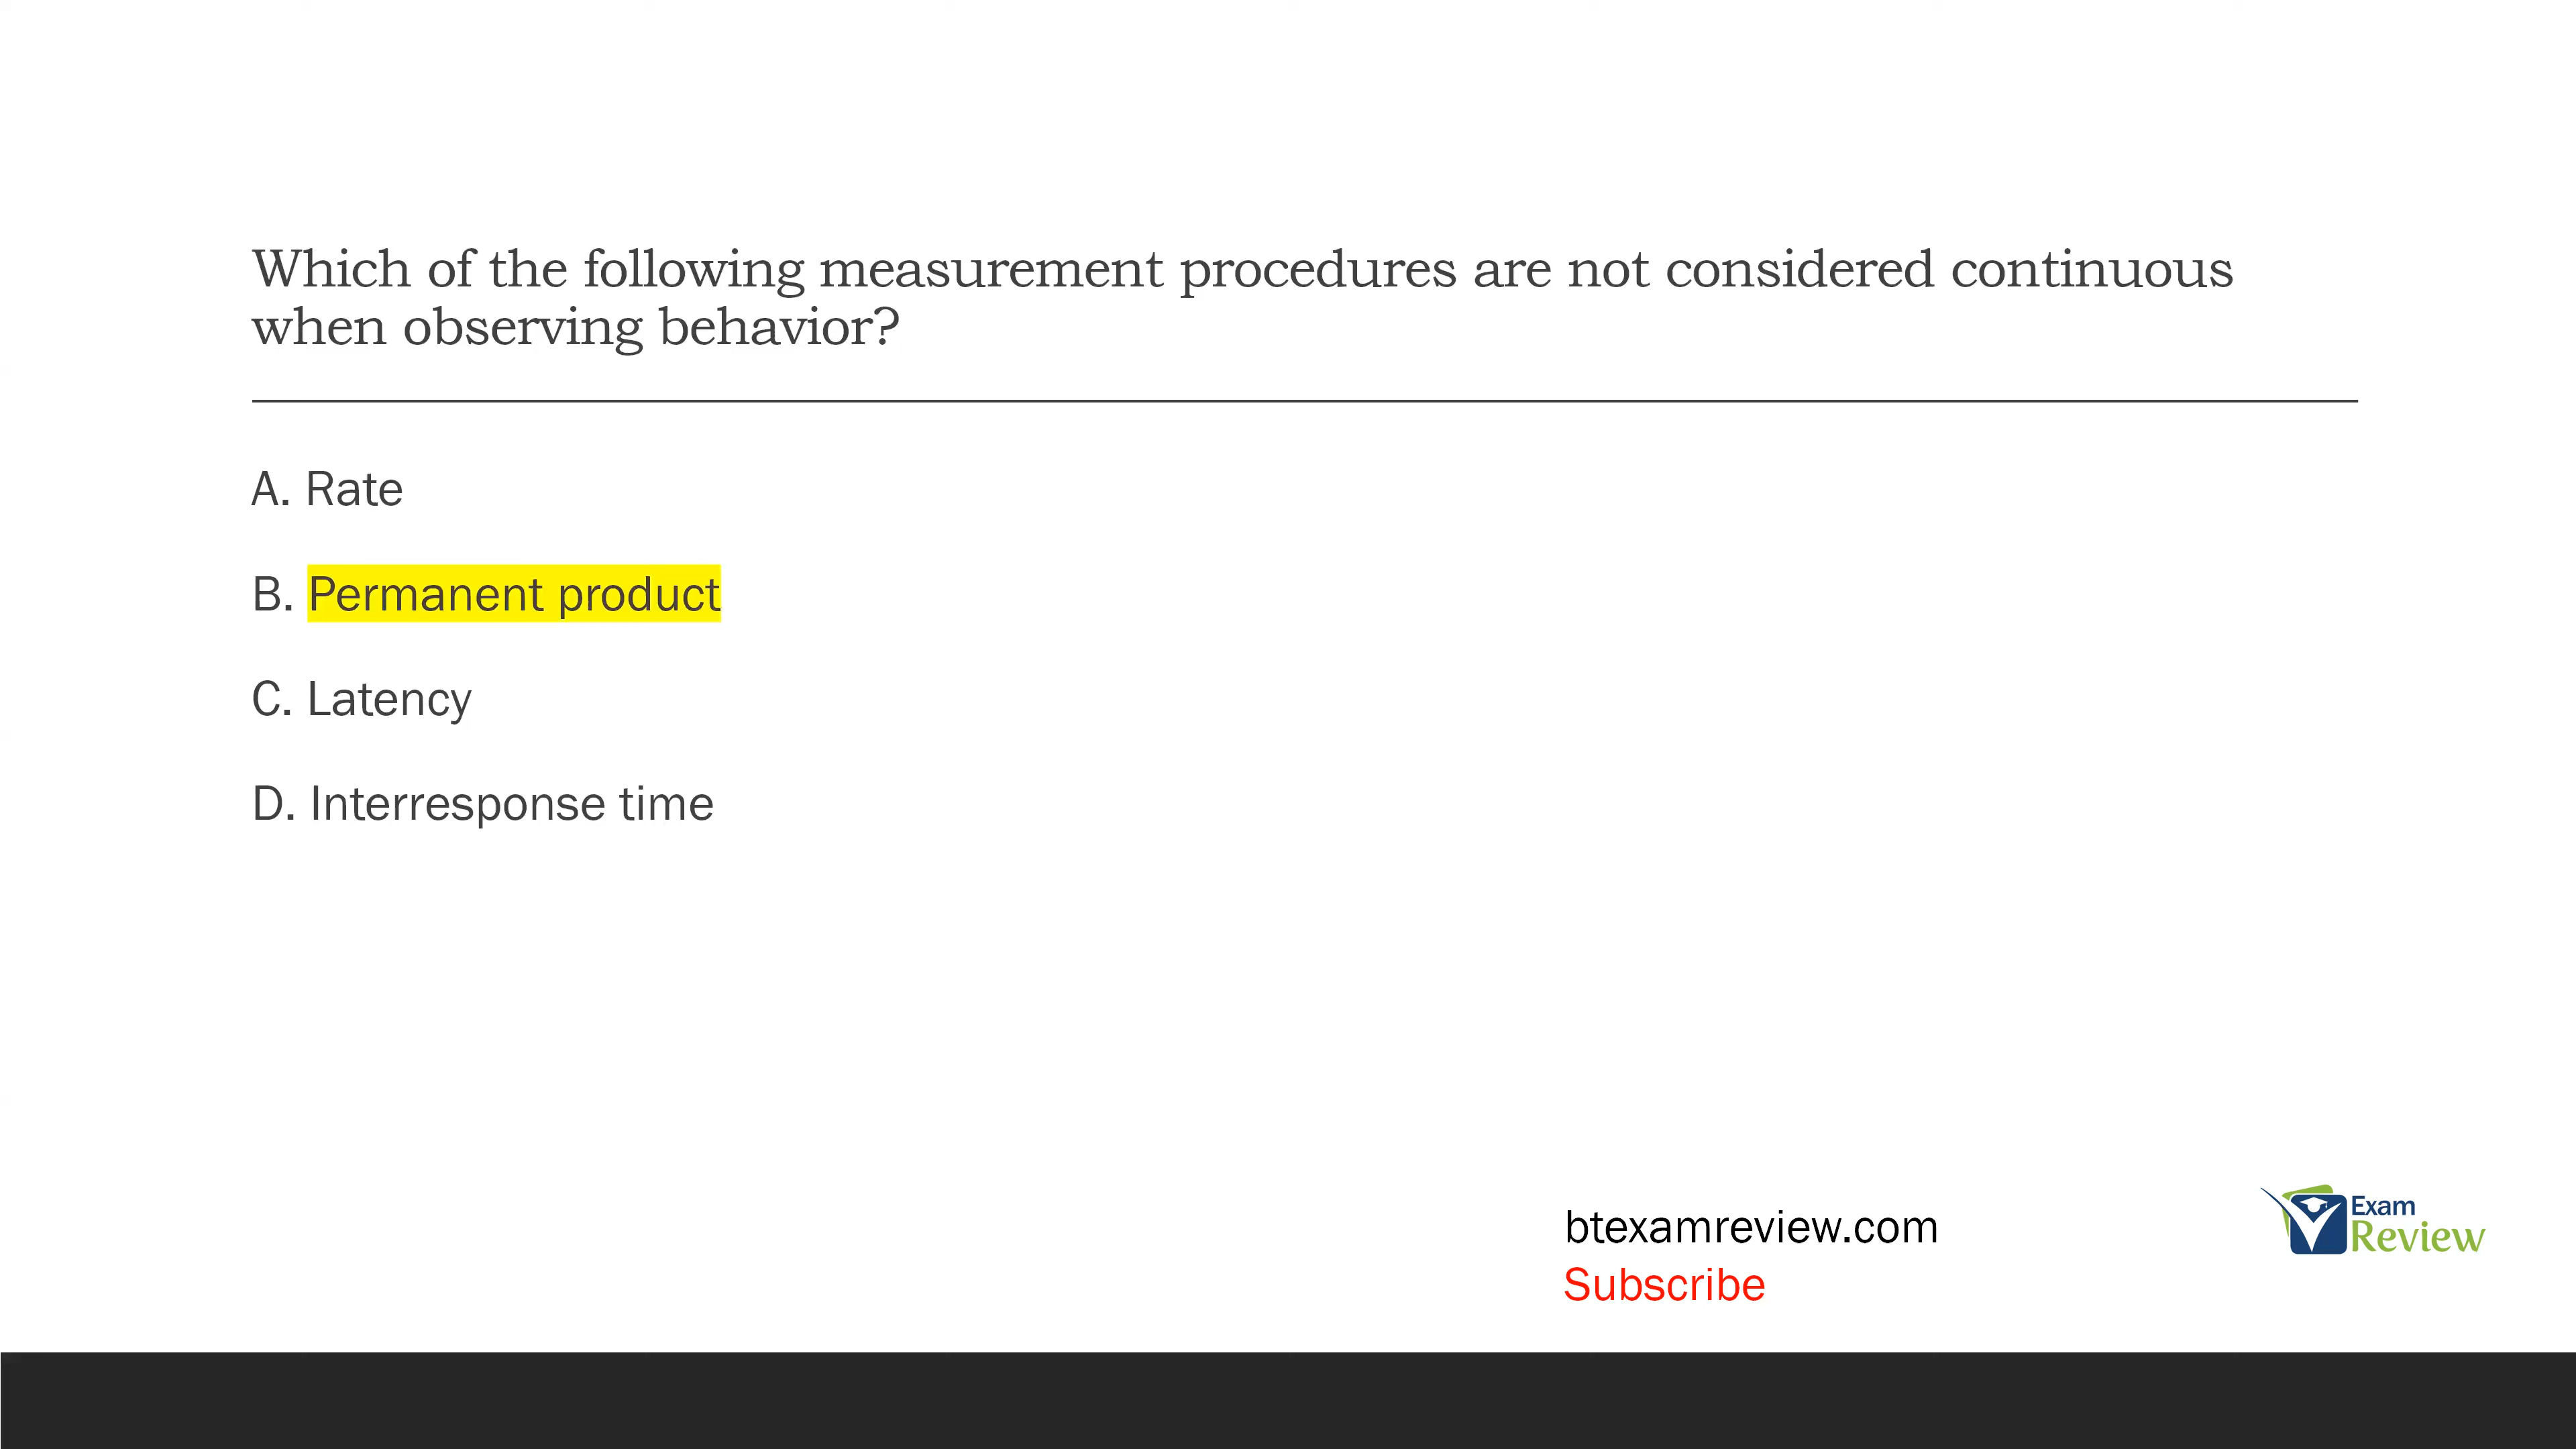 Which of the following measurement procedures are not considered continuous
when observing behavior?
A. Rate
B. Permanent product
C. Latency
D. Interresponse time
btexamreview.com
Subscribe
Exam
Review